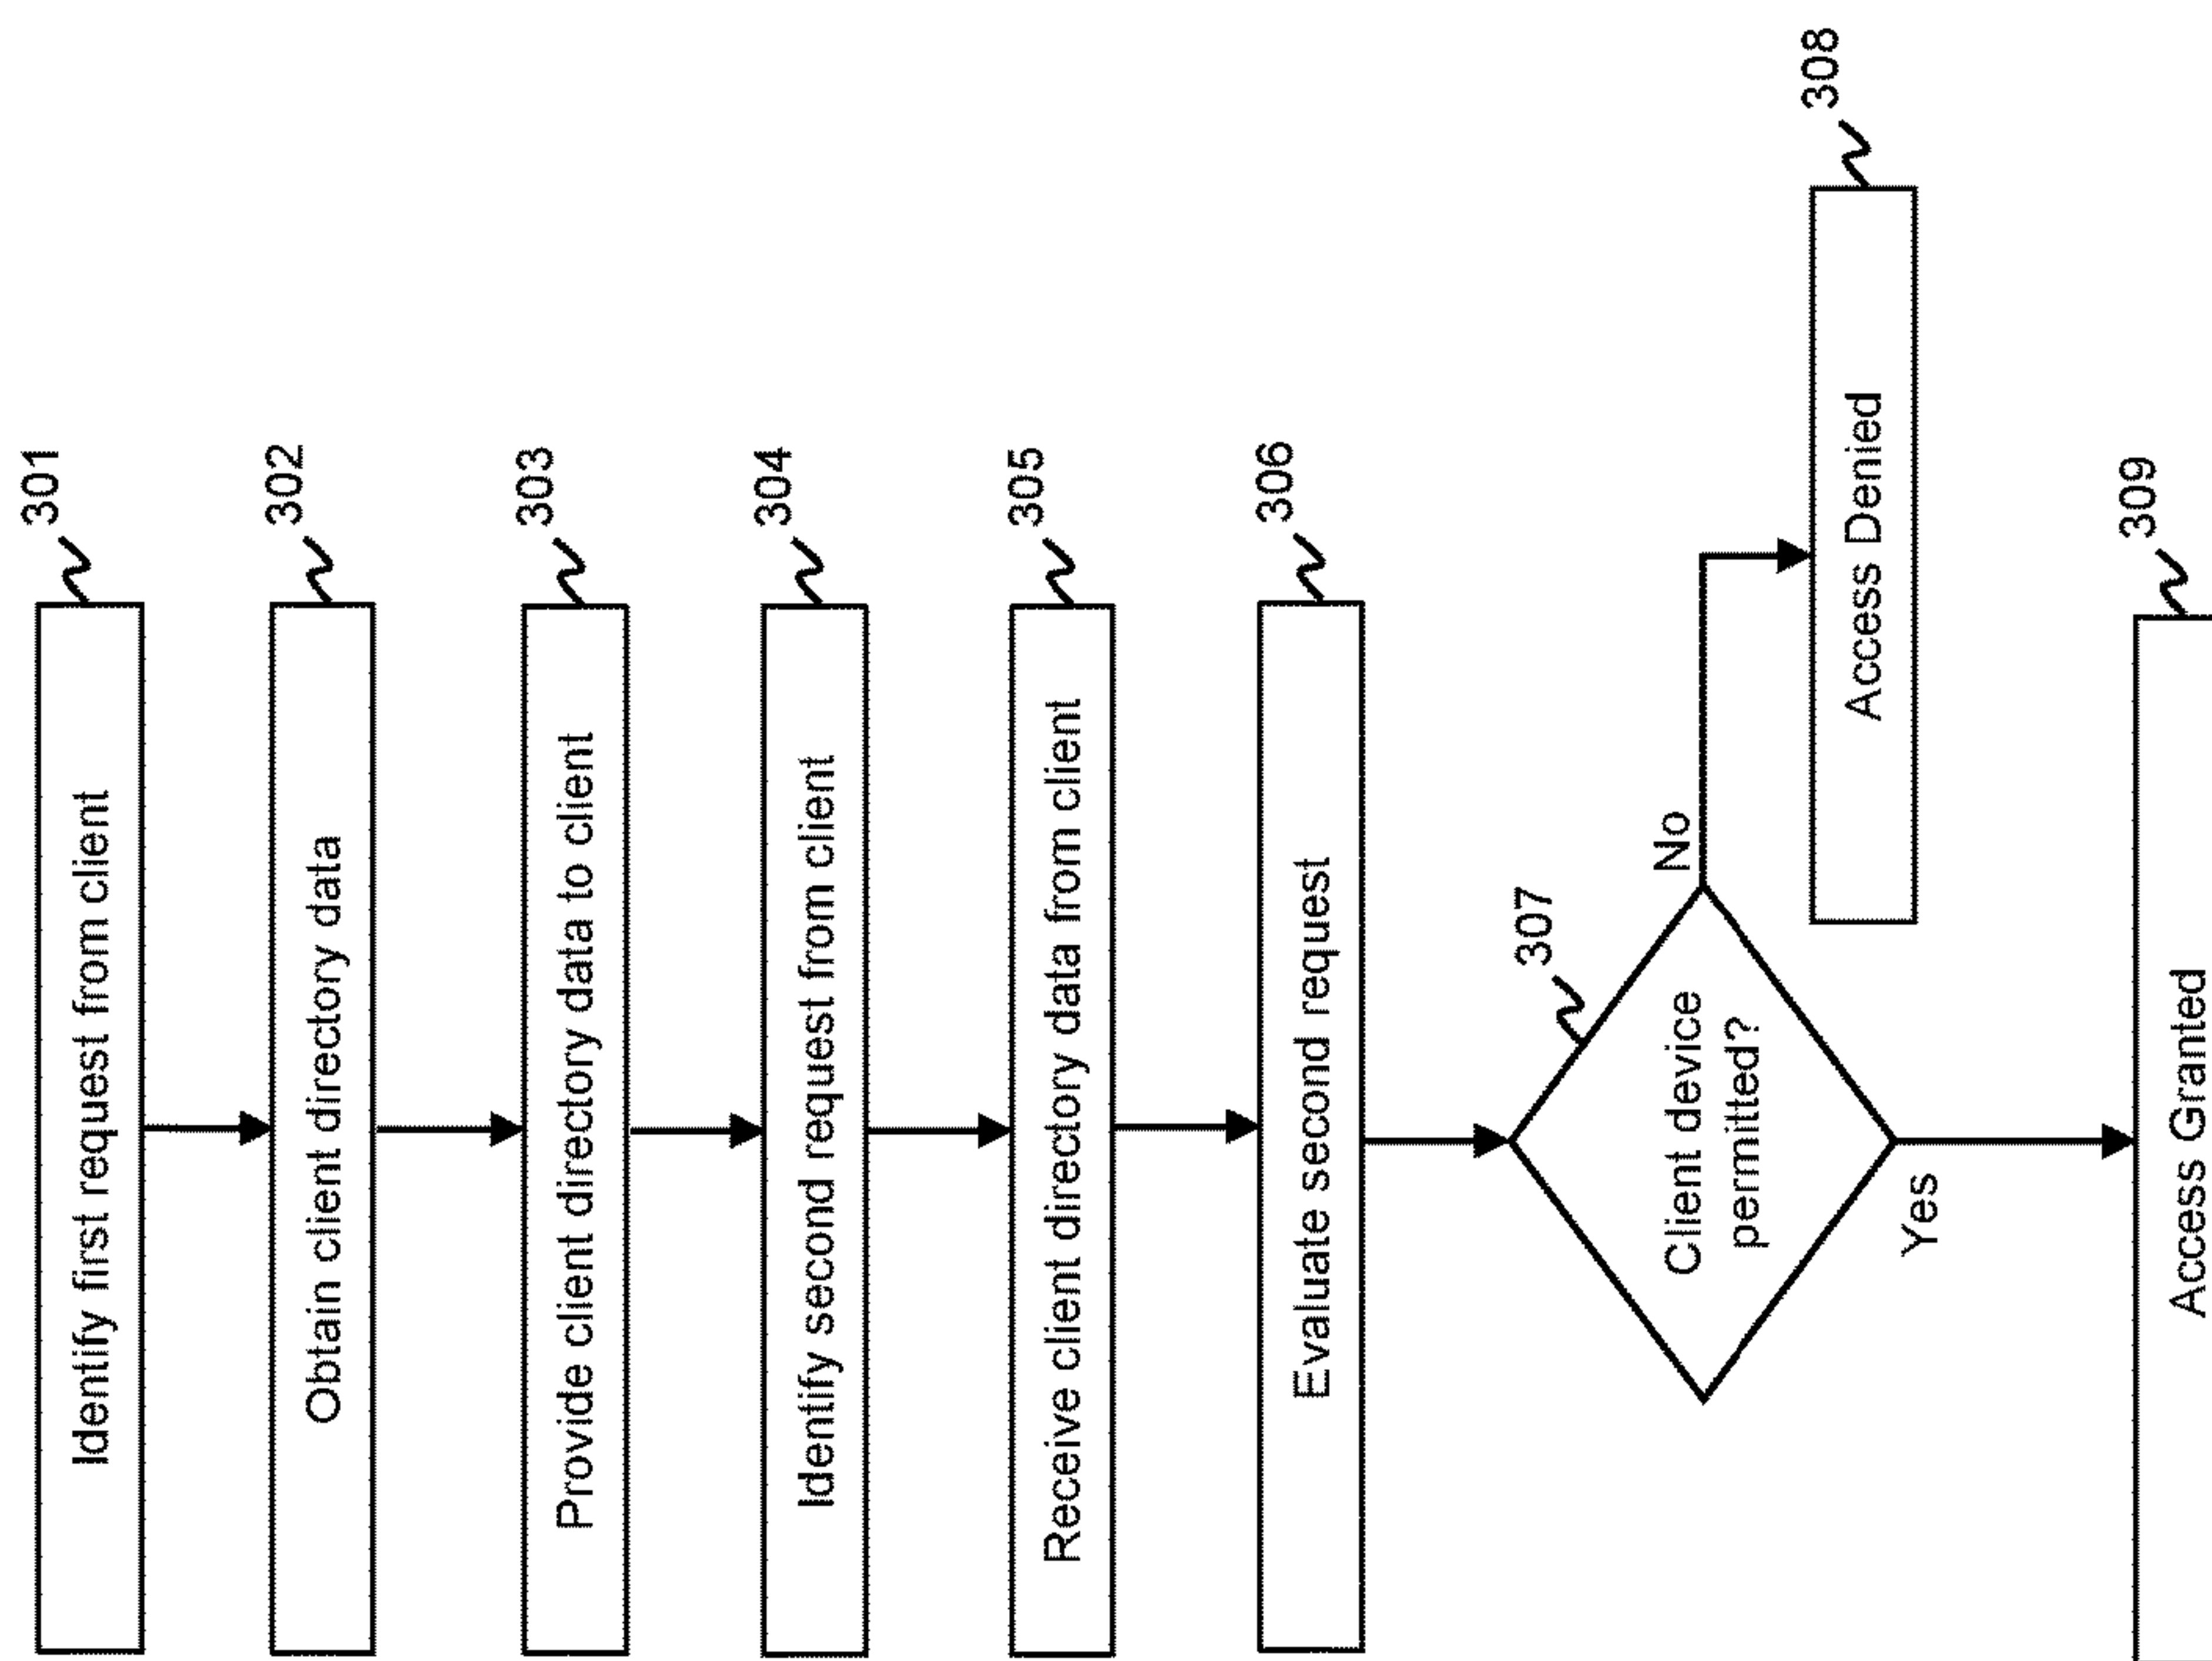 Identify first request from client
301
Obtain client directory data
302
Provide client directory data to client
303
Identify second request from client
304
Receive client directory data from client
305
Evaluate second request
306
307
Client device
permitted?
No
Yes
Access Denied
308
Access Granted
309